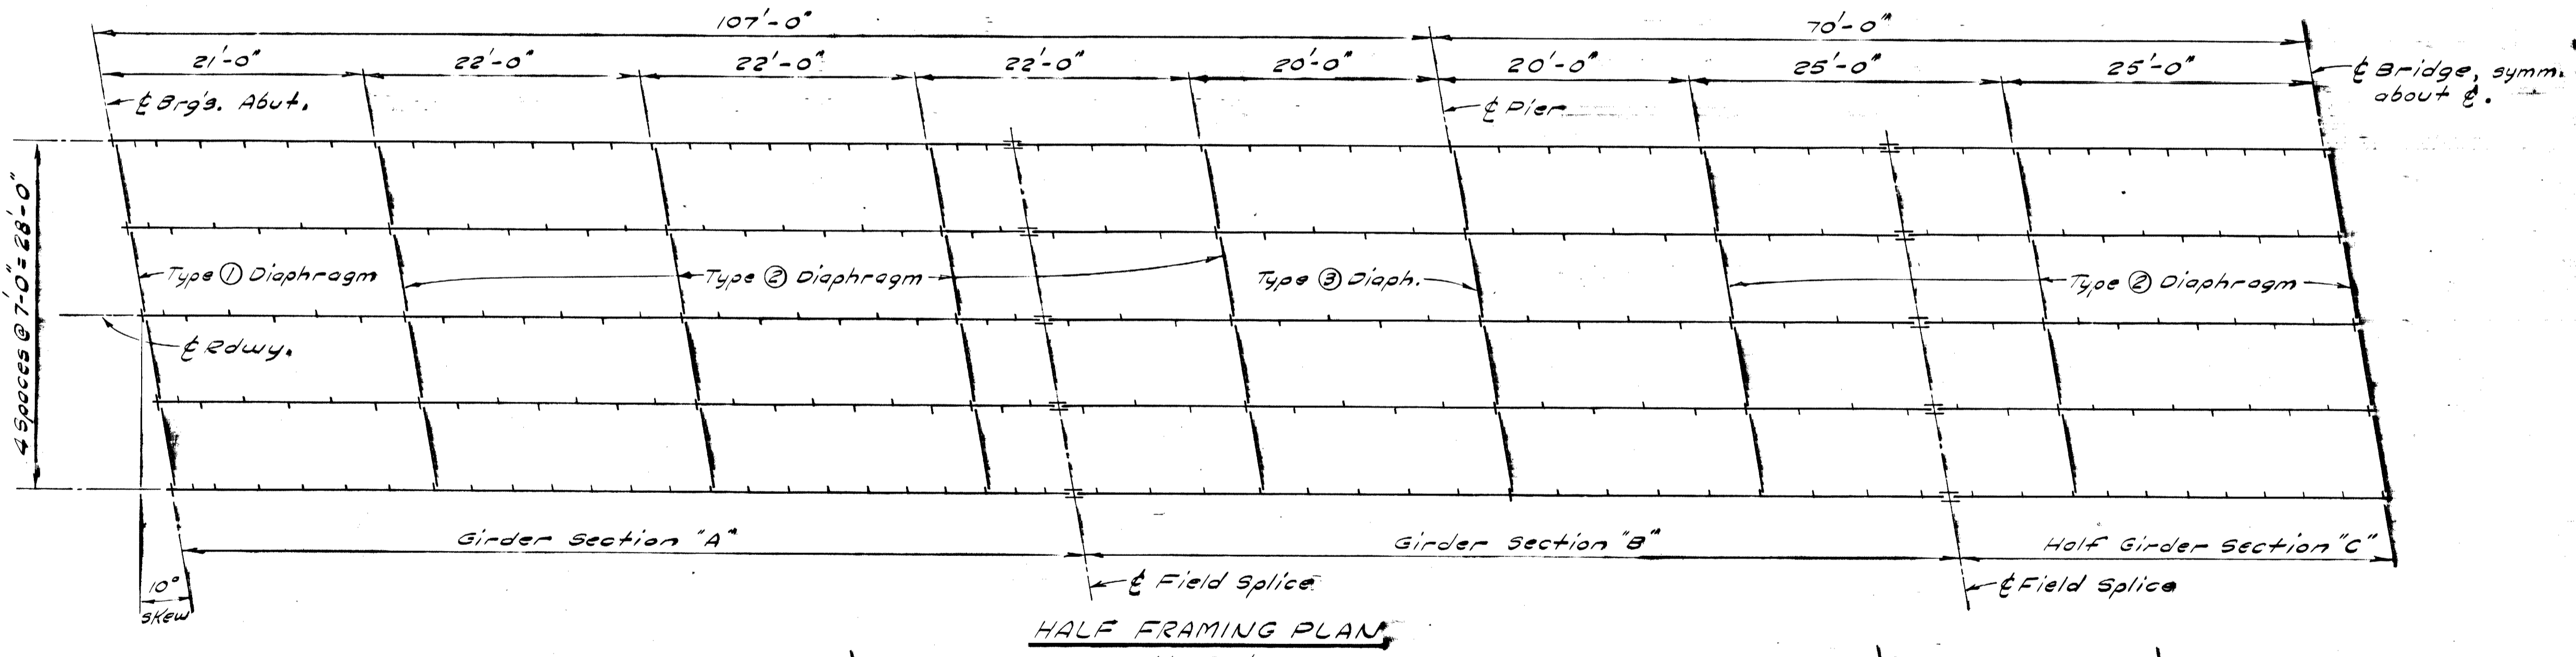 107'-0"
70'-0"
21'-0"
22'-0"
22'-0"
22'-0"
20'-0"
20'-0"
25'-0"
25'-0"
℄ Bridge, symm.
about ℄.
℄ Brg's. Abut.
℄ Pier
4 Spaces @ 7'-0" = 28'-0"
Type ① Diaphragm
Type ② Diaphragm
Type ③ Diaph.
Type ② Diaphragm
℄ Rdwy.
Girder Section "A"
Girder Section "B"
Half Girder Section "C"
10°
Skew
℄ Field Splice
℄ Field Splice
HALF FRAMING PLAN